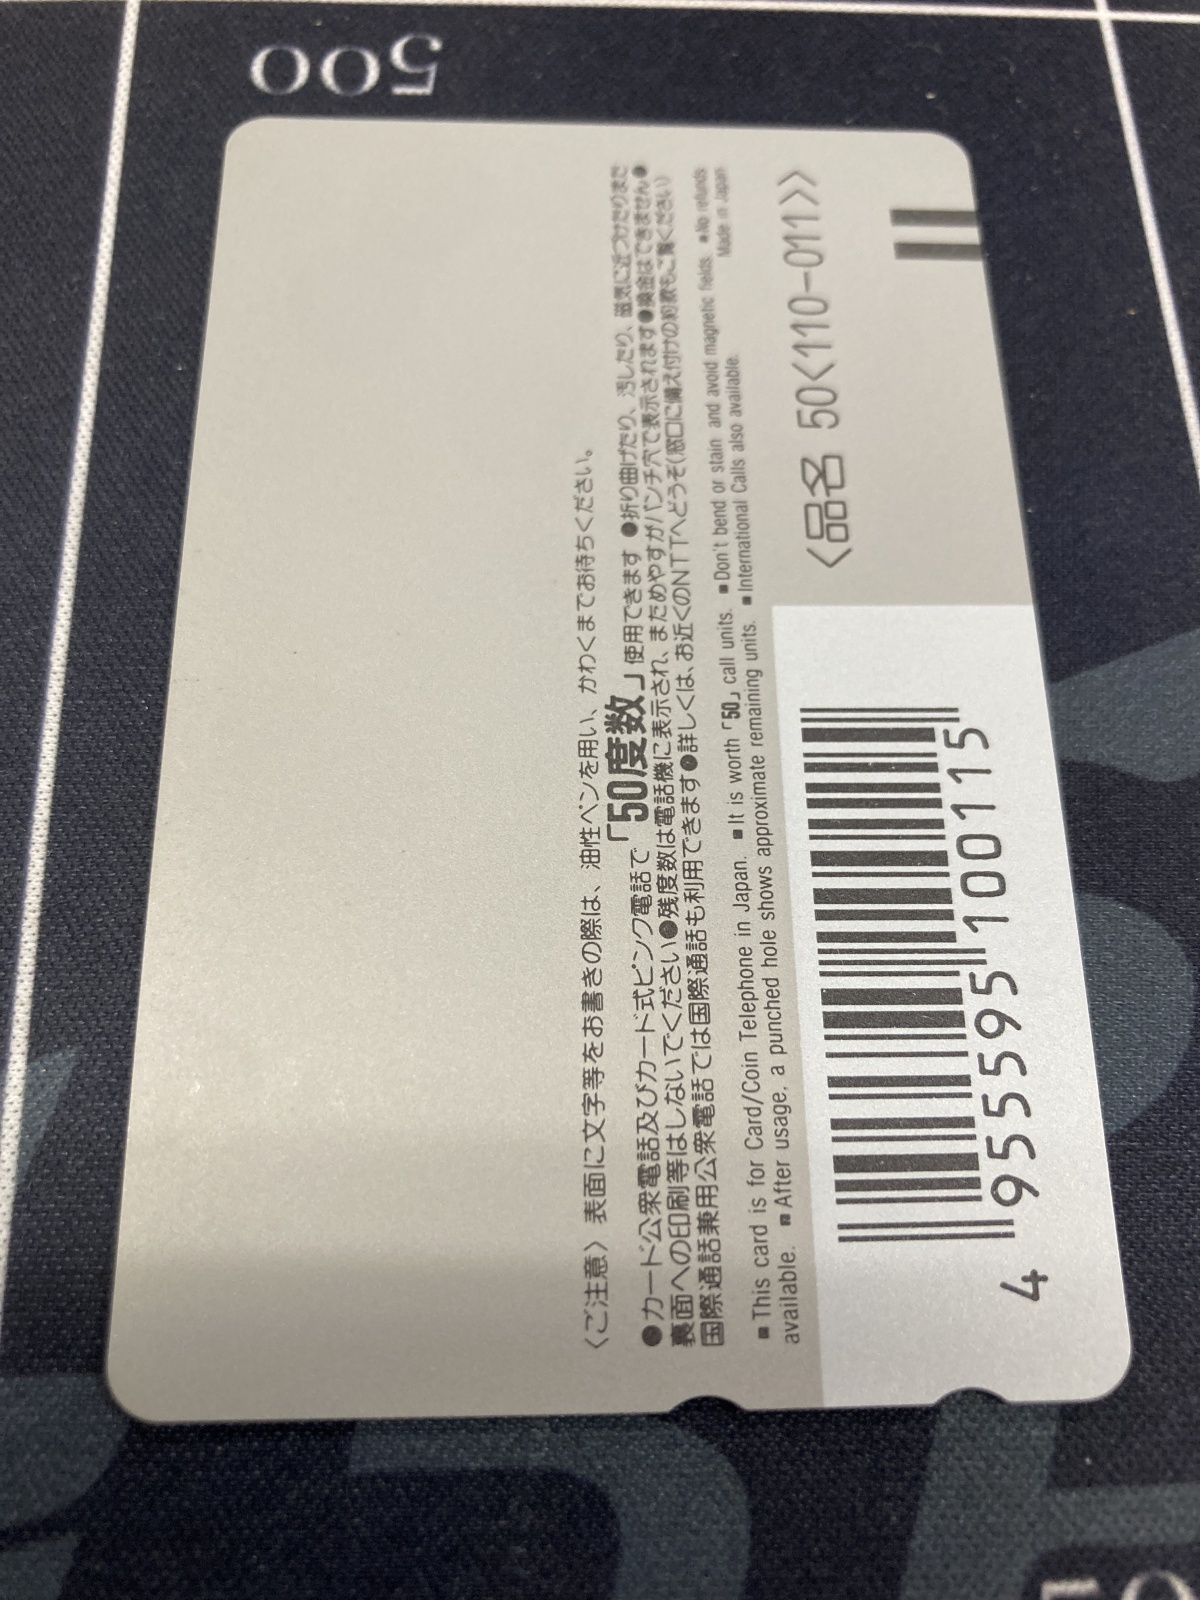 500
〈ご注意〉表面に文字等をお書きの際は、油性ペンを用い、かわくまでお待ちください。
●カード公衆電話及びカード式ピンク電話で「50度数」使用できます ●折り曲げたり、汚したり、磁気に近づけたりまた
裏面への印刷等はしないでください●残度数は電話機に表示され、まためやすがパンチ穴で表示されます●換金はできません●
国際通話兼用公衆電話では国際通話も利用できます●詳しくは、お近くのNTTへどうぞ(窓口に備え付けの約款もご覧ください)
■This card is for Card/Coin Telephone in Japan. ■It is worth「50」call units. ■Don't bend or stain and avoid magnetic fields. ■No refunds
available. ■After usage, a punched hole shows approximate remaining units. ■International Calls also available. Made in Japan
〈品名 50〈110-011〉〉
4 955595 100115